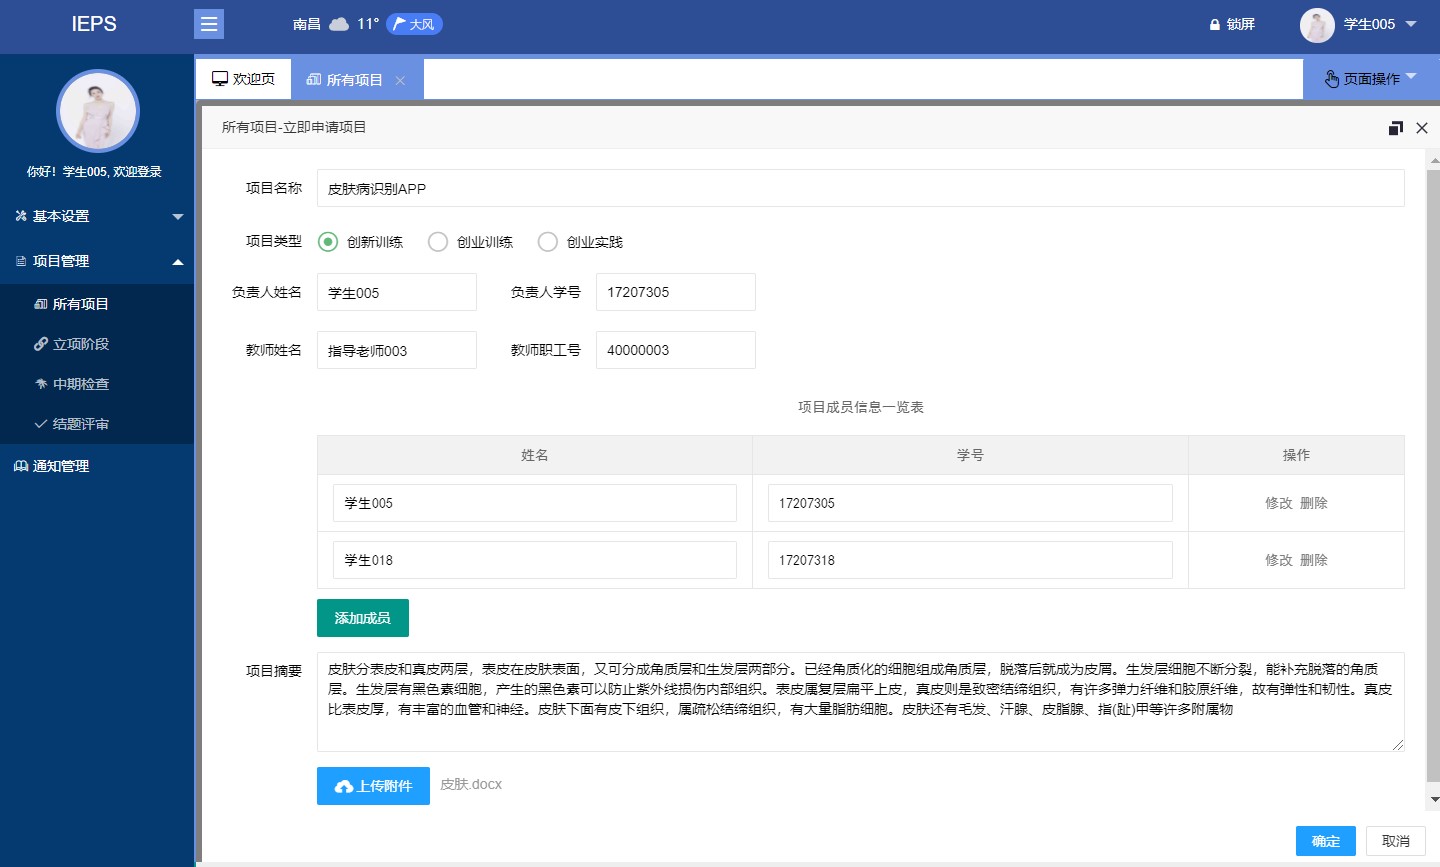 IEPS
南昌 11° 大风
锁屏
学生005
你好！学生005, 欢迎登录
基本设置
项目管理
所有项目
立项阶段
中期检查
结题评审
通知管理
欢迎页
所有项目
页面操作
所有项目-立即申请项目
项目名称 皮肤病识别APP
项目类型 创新训练 创业训练 创业实践
负责人姓名 学生005 负责人学号 17207305
教师姓名 指导老师003 教师职工号 40000003
项目成员信息一览表
姓名 学号 操作
学生005 17207305 修改 删除
学生018 17207318 修改 删除
添加成员
项目摘要
皮肤分表皮和真皮两层，表皮在皮肤表面，又可分成角质层和生发层两部分。已经角质化的细胞组成角质层，脱落后就成为皮屑。生发层细胞不断分裂，能补充脱落的角质
层。生发层有黑色素细胞，产生的黑色素可以防止紫外线损伤内部组织。表皮属复层扁平上皮，真皮则是致密结缔组织，有许多弹力纤维和胶原纤维，故有弹性和韧性。真皮
比表皮厚，有丰富的血管和神经。皮肤下面有皮下组织，属疏松结缔组织，有大量脂肪细胞。皮肤还有毛发、汗腺、皮脂腺、指(趾)甲等许多附属物
上传附件 皮肤.docx
确定 取消